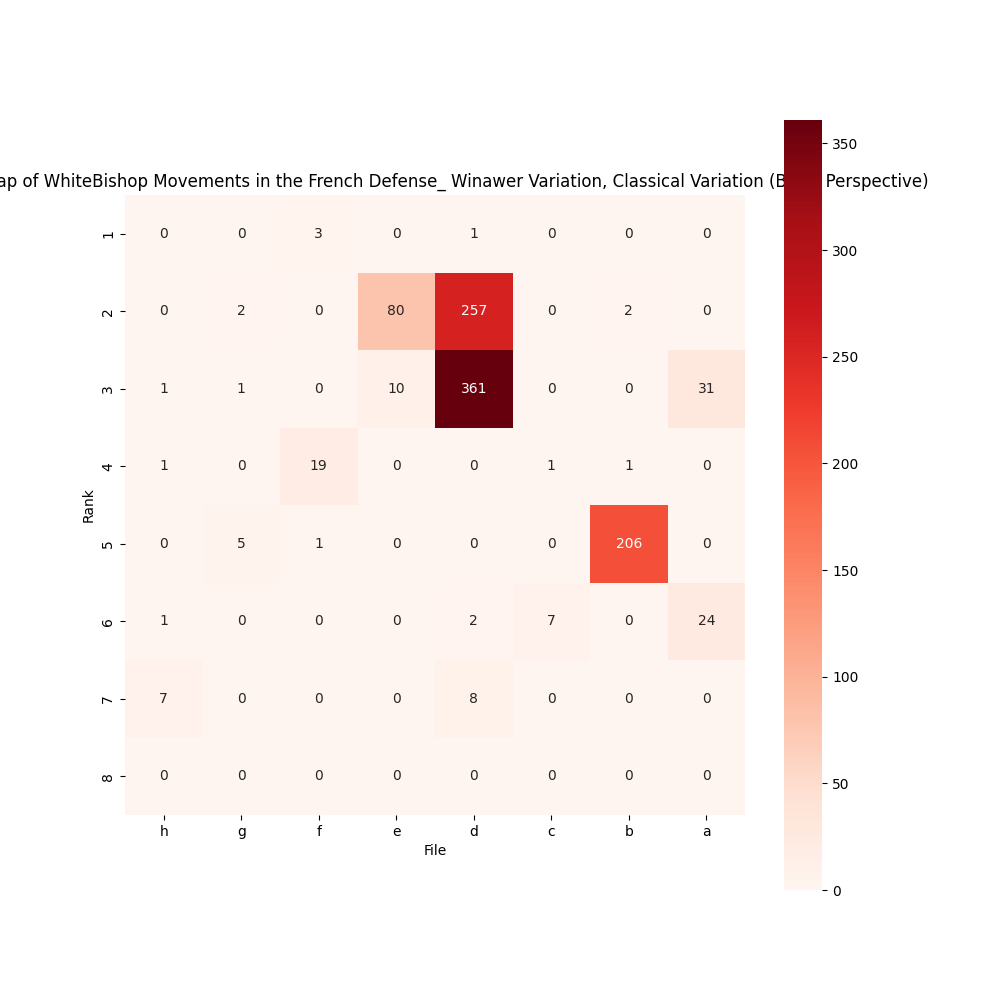 ap of WhiteBishop Movements in the French Defense_ Winawer Variation, Classical Variation (B Perspective)
350
300
250
200
150
100
50
0
Rank
1 0 0 3 0 1 0 0 0
2 0 2 0 80 257 0 2 0
3 1 1 0 10 361 0 0 31
4 1 0 19 0 0 1 1 0
5 0 5 1 0 0 0 206 0
6 1 0 0 0 2 7 0 24
7 7 0 0 0 8 0 0 0
8 0 0 0 0 0 0 0 0
h g f e d c b a
File